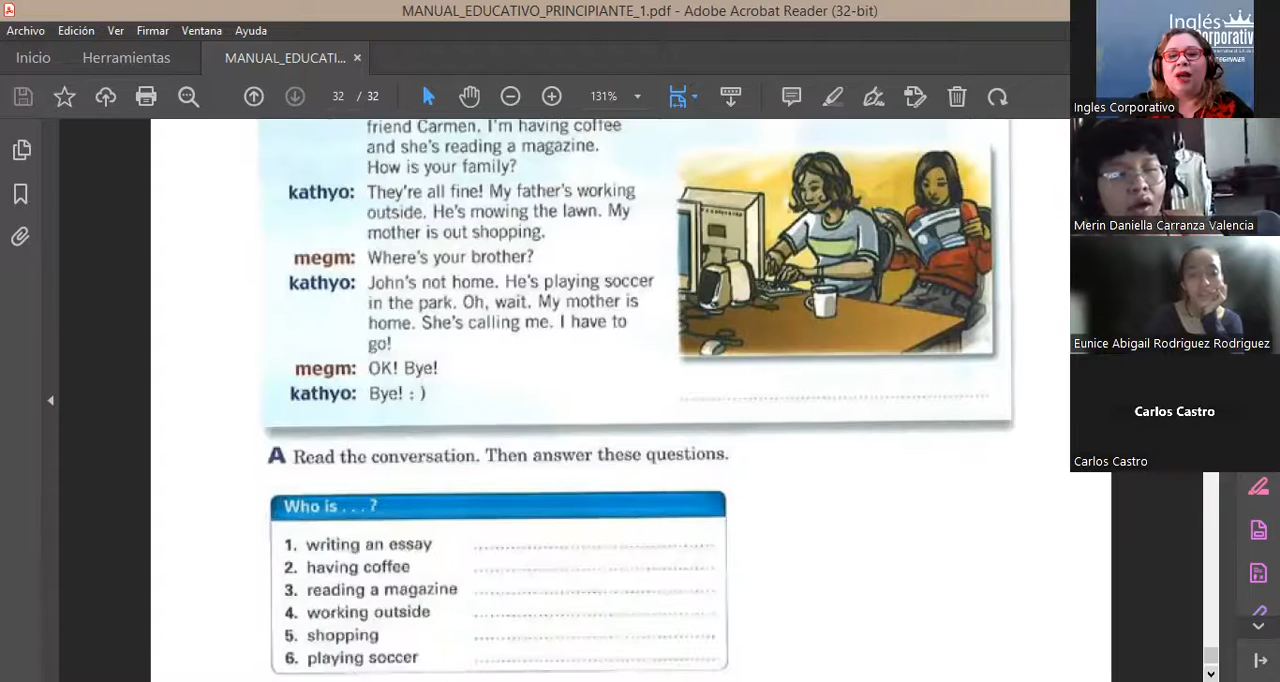 MANUAL_EDUCATIVO_PRINCIPIANTE_1.pdf - Adobe Acrobat Reader (32-bit)
Archivo Edición Ver Firmar Ventana Ayuda
Inicio Herramientas MANUAL_EDUCATI... ×
32 / 32 131%
friend Carmen. I'm having coffee
and she's reading a magazine.
How is your family?
kathyo: They're all fine! My father's working
outside. He's mowing the lawn. My
mother is out shopping.
megm: Where's your brother?
kathyo: John's not home. He's playing soccer
in the park. Oh, wait. My mother is
home. She's calling me. I have to
go!
megm: OK! Bye!
kathyo: Bye! : )
A Read the conversation. Then answer these questions.
Who is . . . ?
1. writing an essay
2. having coffee
3. reading a magazine
4. working outside
5. shopping
6. playing soccer
Inglés
Corporativo
Ingles Corporativo
Merin Daniella Carranza Valencia
Eunice Abigail Rodriguez Rodriguez
Carlos Castro
Carlos Castro